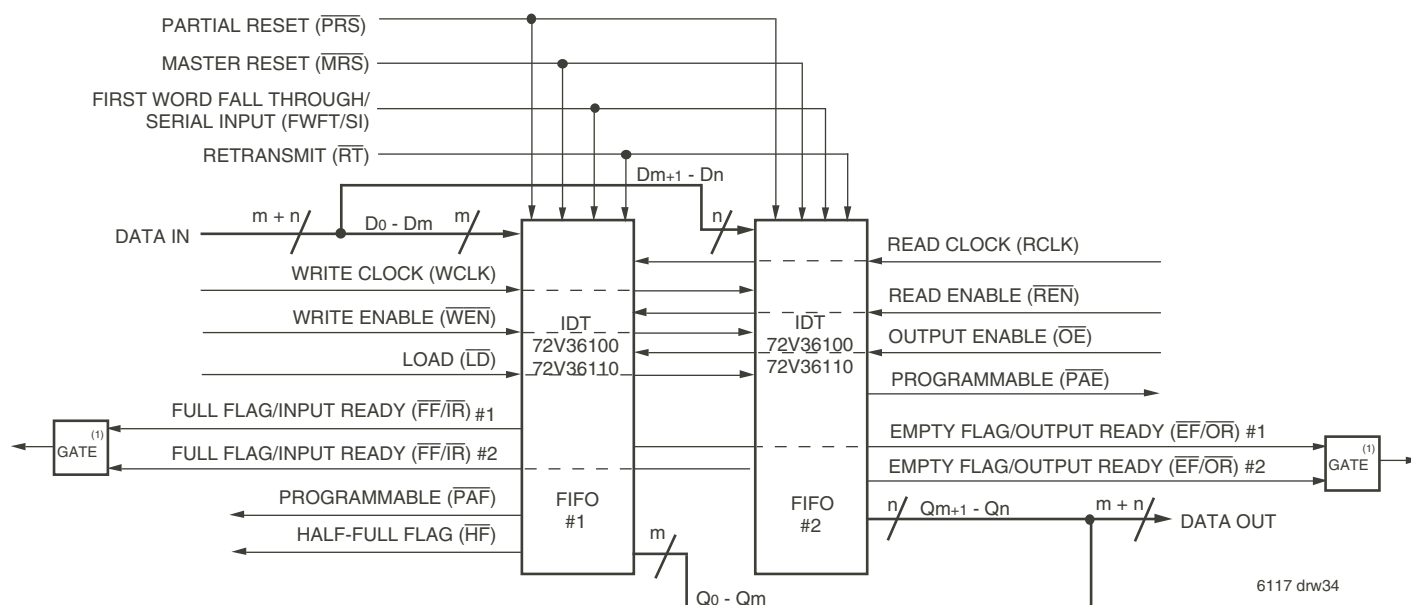 PARTIAL RESET (PRS)
MASTER RESET (MRS)
FIRST WORD FALL THROUGH/
SERIAL INPUT (FWFT/SI)
RETRANSMIT (RT)
Dm+1 - Dn
m + n
D0 - Dm
m
n
DATA IN
READ CLOCK (RCLK)
WRITE CLOCK (WCLK)
READ ENABLE (REN)
WRITE ENABLE (WEN)
IDT
72V36100
72V36110
IDT
72V36100
72V36110
OUTPUT ENABLE (OE)
LOAD (LD)
PROGRAMMABLE (PAE)
FULL FLAG/INPUT READY (FF/IR) #1
(1)
GATE
FULL FLAG/INPUT READY (FF/IR) #2
EMPTY FLAG/OUTPUT READY (EF/OR) #1
EMPTY FLAG/OUTPUT READY (EF/OR) #2
(1)
GATE
PROGRAMMABLE (PAF)
HALF-FULL FLAG (HF)
FIFO
#1
FIFO
#2
n
Qm+1 - Qn
m + n
DATA OUT
m
Q0 - Qm
6117 drw34